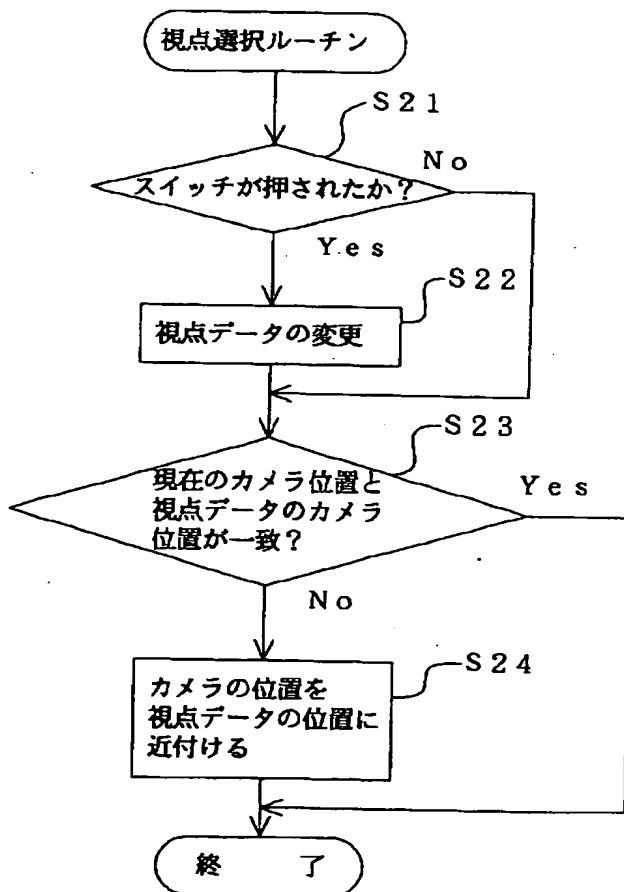 視点選択ルーチン
S21
スイッチが押されたか?
No
Yes
S22
視点データの変更
S23
現在のカメラ位置と
視点データのカメラ
位置が一致?
Yes
No
S24
カメラの位置を
視点データの位置に
近付ける
終 了